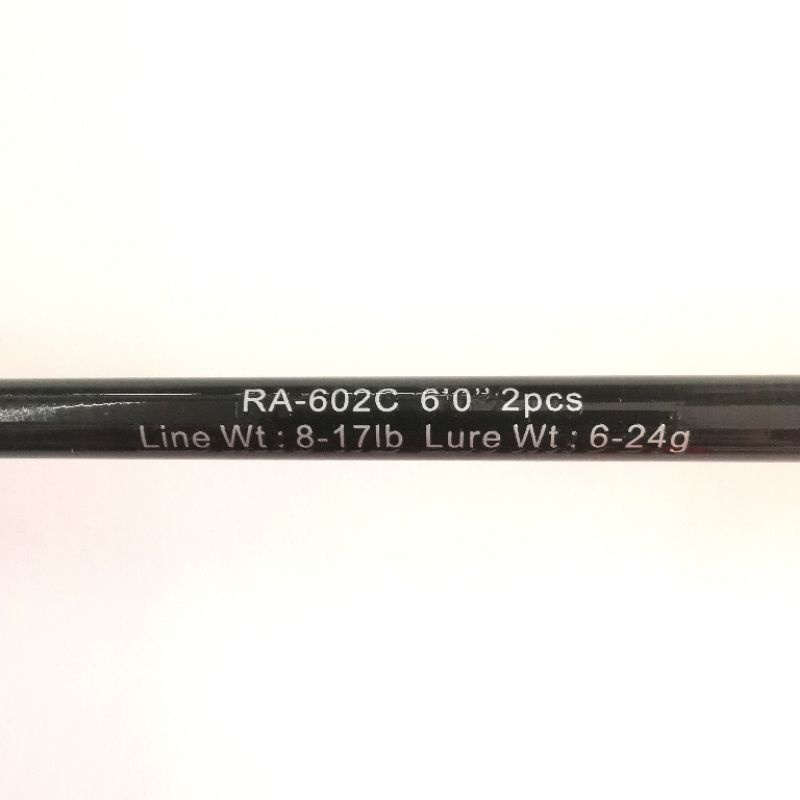 RA-602C 6'0" 2pcs
Line Wt : 8-17lb Lure Wt : 6-24g